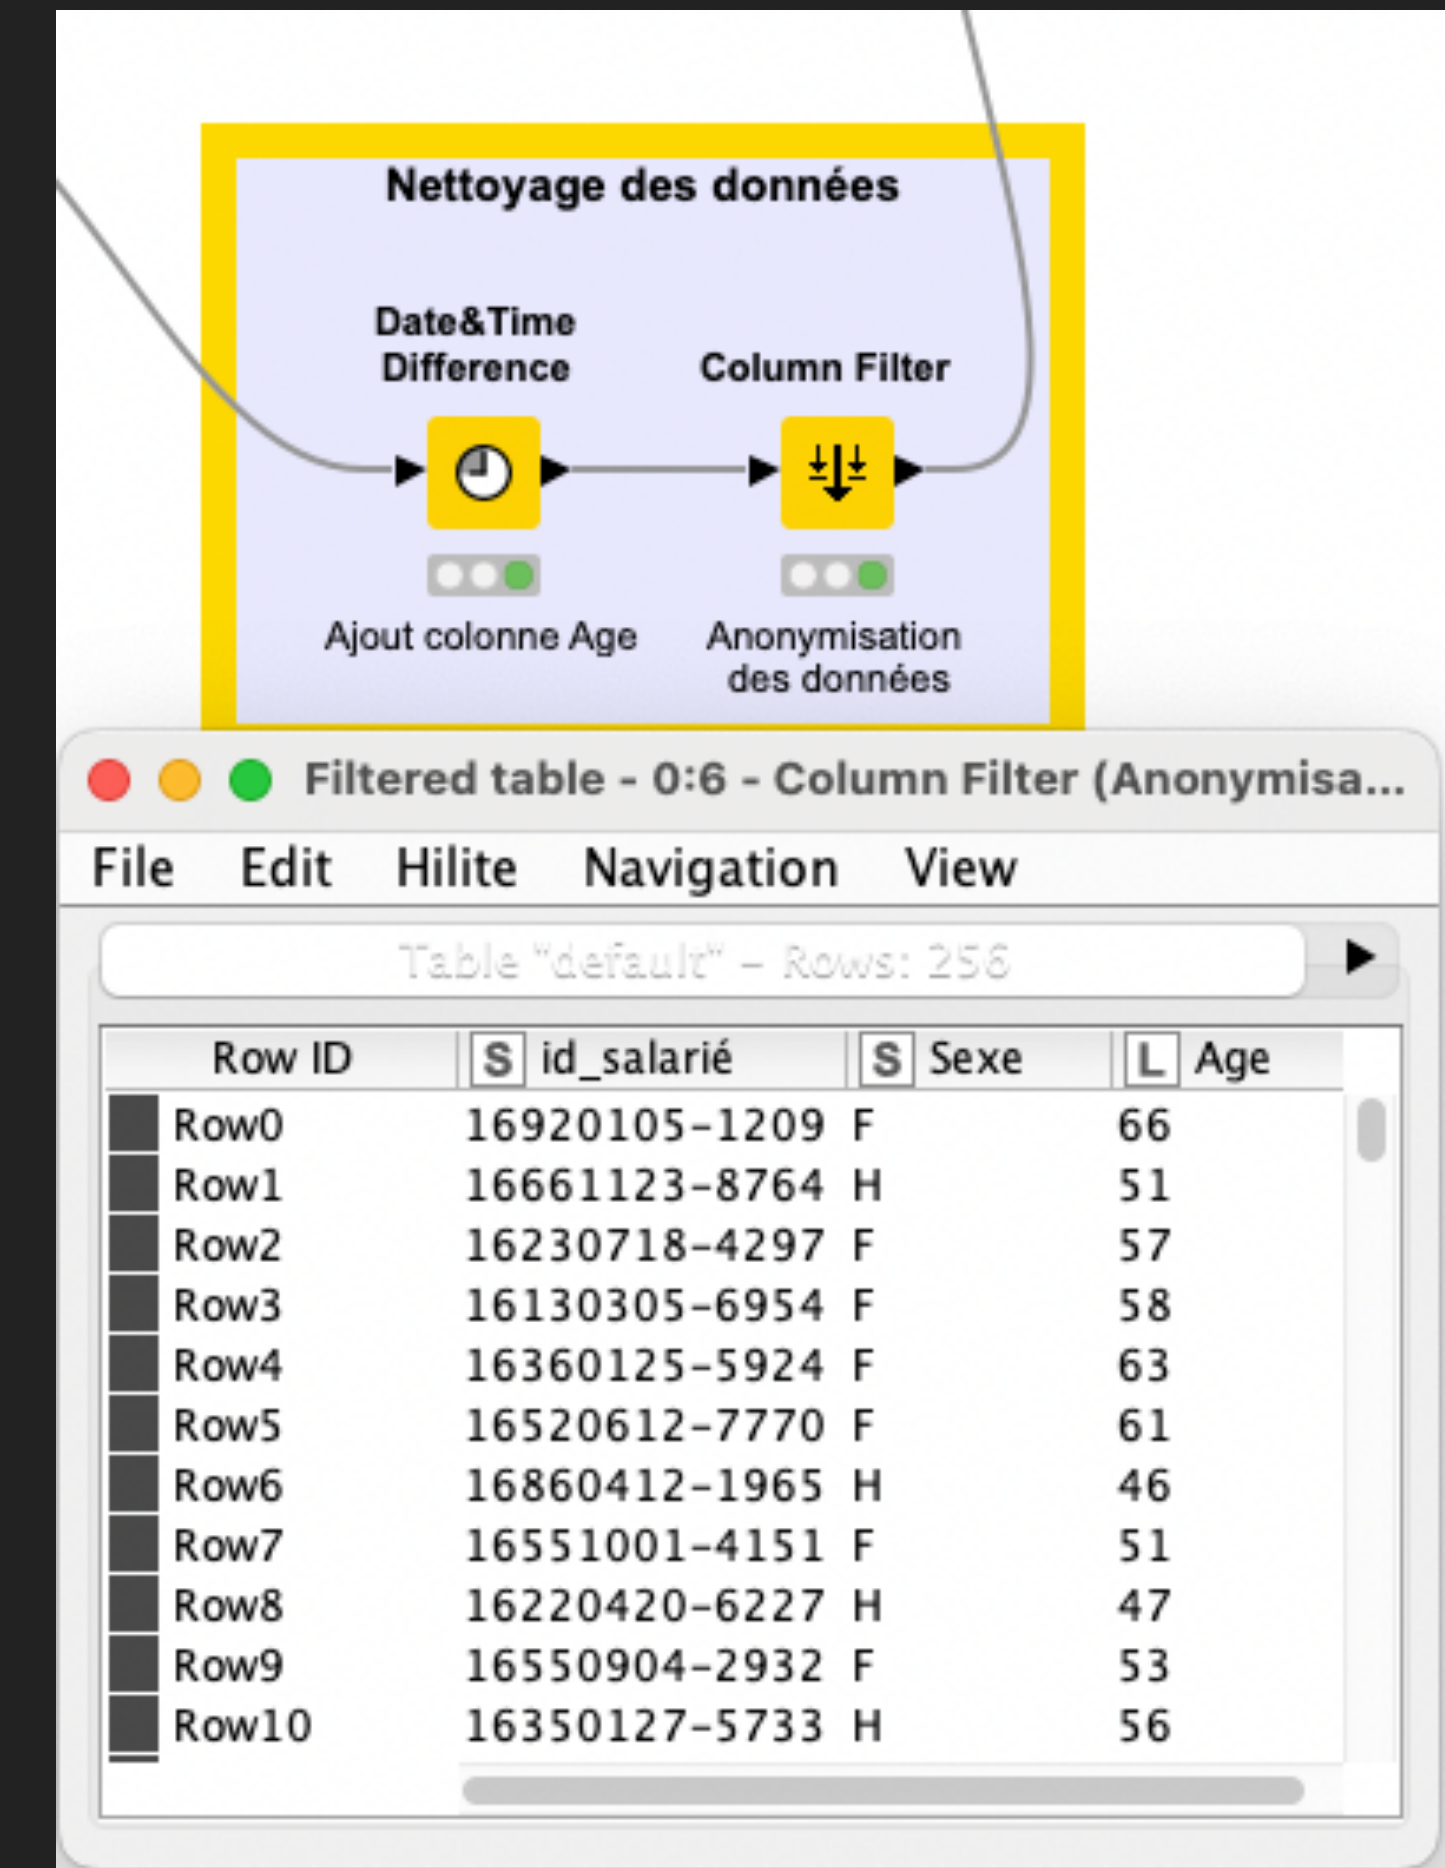 Nettoyage des données
Date&Time
Difference
Column Filter
Ajout colonne Age
Anonymisation
des données
Filtered table - 0:6 - Column Filter (Anonymisa...
File Edit Hilite Navigation View
Table "default" - Rows: 256
Row ID S id_salarié S Sexe L Age
Row0 16920105-1209 F 66
Row1 16661123-8764 H 51
Row2 16230718-4297 F 57
Row3 16130305-6954 F 58
Row4 16360125-5924 F 63
Row5 16520612-7770 F 61
Row6 16860412-1965 H 46
Row7 16551001-4151 F 51
Row8 16220420-6227 H 47
Row9 16550904-2932 F 53
Row10 16350127-5733 H 56